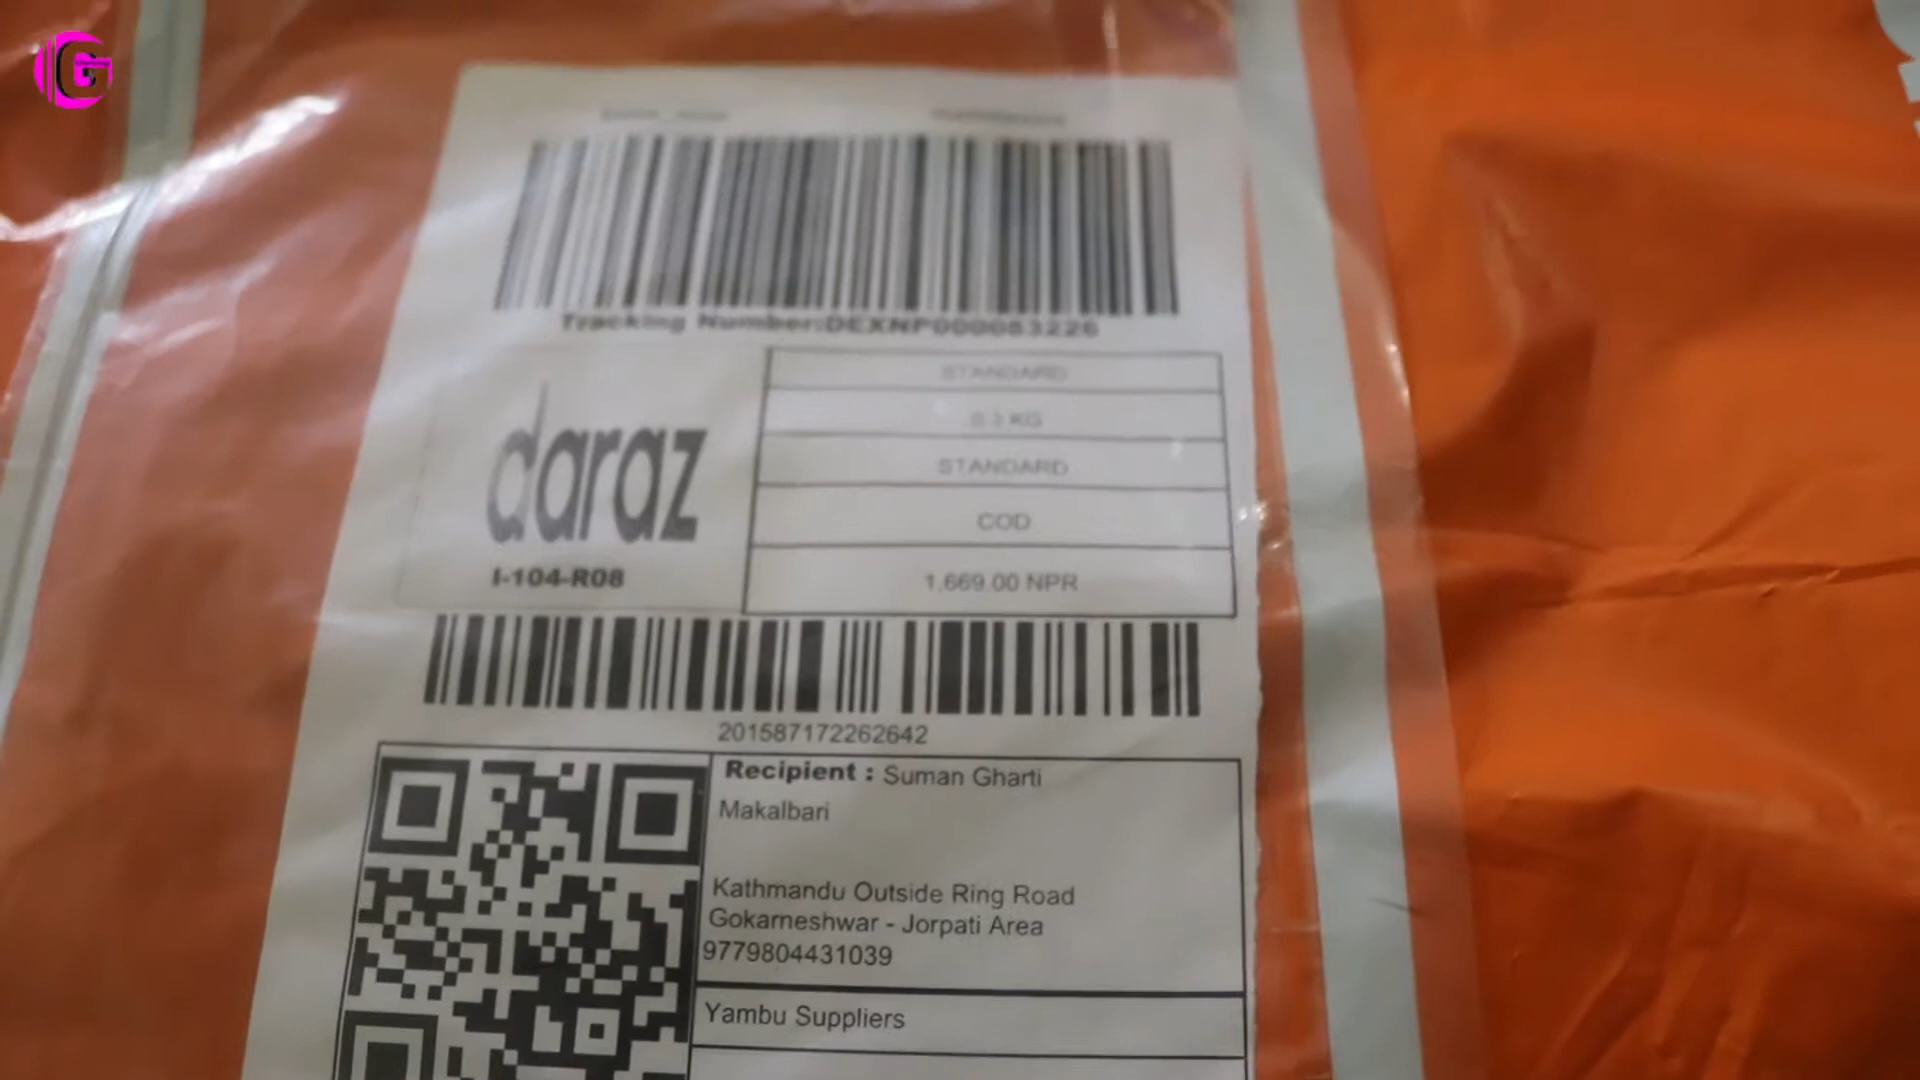 G
Tracking Number:DEXNP000083226
STANDARD
KG
STANDARD
daraz
COD
I-104-R08
1,669.00 NPR
201587172262642
Recipient : Suman Gharti
Makalbari
Kathmandu Outside Ring Road
Gokarneshwar - Jorpati Area
9779804431039
Yambu Suppliers